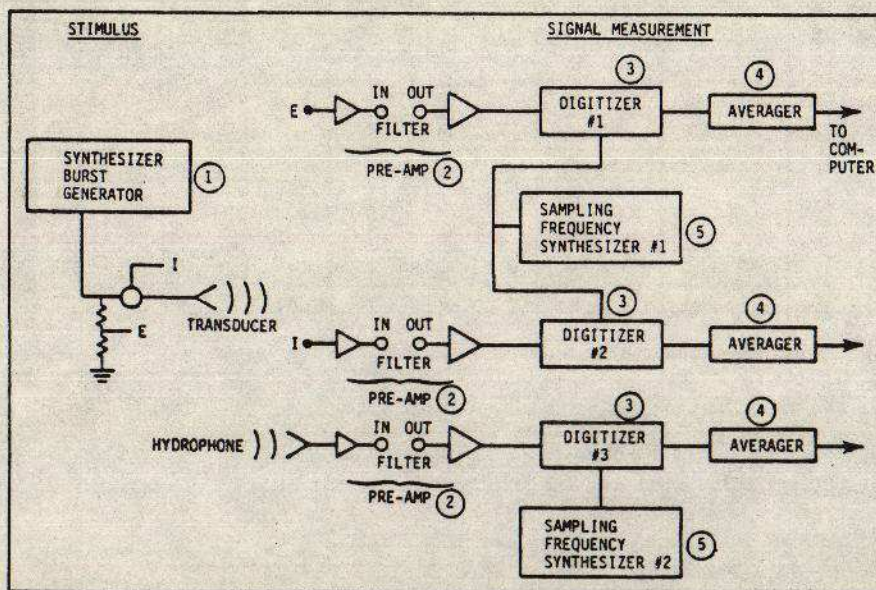 STIMULUS
SIGNAL MEASUREMENT
SYNTHESIZER
BURST
GENERATOR
1
I
E
TRANSDUCER
E
IN OUT
FILTER
PRE-AMP 2
3
DIGITIZER
#1
4
AVERAGER
TO
COM-
PUTER
SAMPLING
FREQUENCY
SYNTHESIZER #1
5
I
IN OUT
FILTER
PRE-AMP 2
3
DIGITIZER
#2
4
AVERAGER
HYDROPHONE
IN OUT
FILTER
PRE-AMP 2
3
DIGITIZER
#3
4
AVERAGER
SAMPLING
FREQUENCY
SYNTHESIZER #2
5